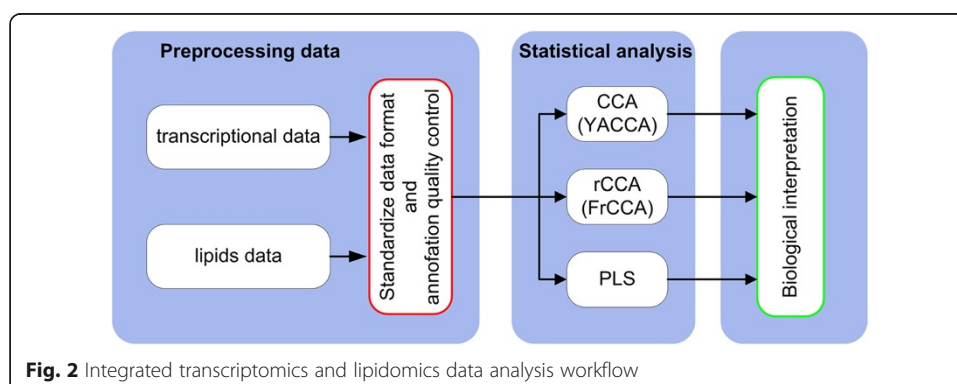 Preprocessing data
transcriptional data
lipids data
Standardize data format
and
annofation quality control
Statistical analysis
CCA
(YACCA)
rCCA
(FrCCA)
PLS
Biological interpretation
Fig. 2 Integrated transcriptomics and lipidomics data analysis workflow